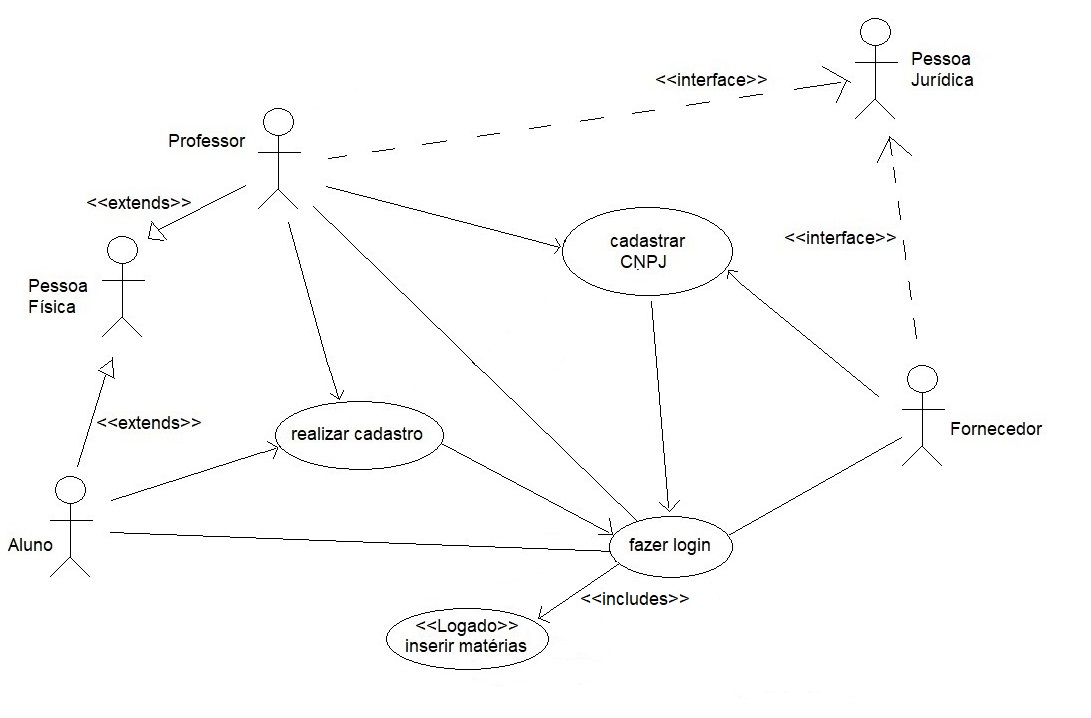 Pessoa
Jurídica
<<interface>>
Professor
<<extends>>
cadastrar
CNPJ
<<interface>>
Pessoa
Física
<<extends>>
realizar cadastro
Fornecedor
Aluno
fazer login
<<includes>>
<<Logado>>
inserir matérias